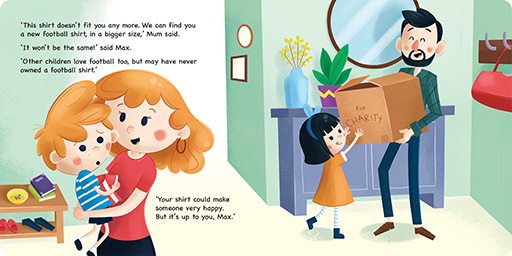 ‘This shirt doesn’t fit you any more. We can find you
a new football shirt, in a bigger size,’ Mum said.
‘It won’t be the same!’ said Max.
‘Other children love football too, but may have never
owned a football shirt.’
FOR
CHARITY
‘Your shirt could make
someone very happy.
But it’s up to you, Max.’